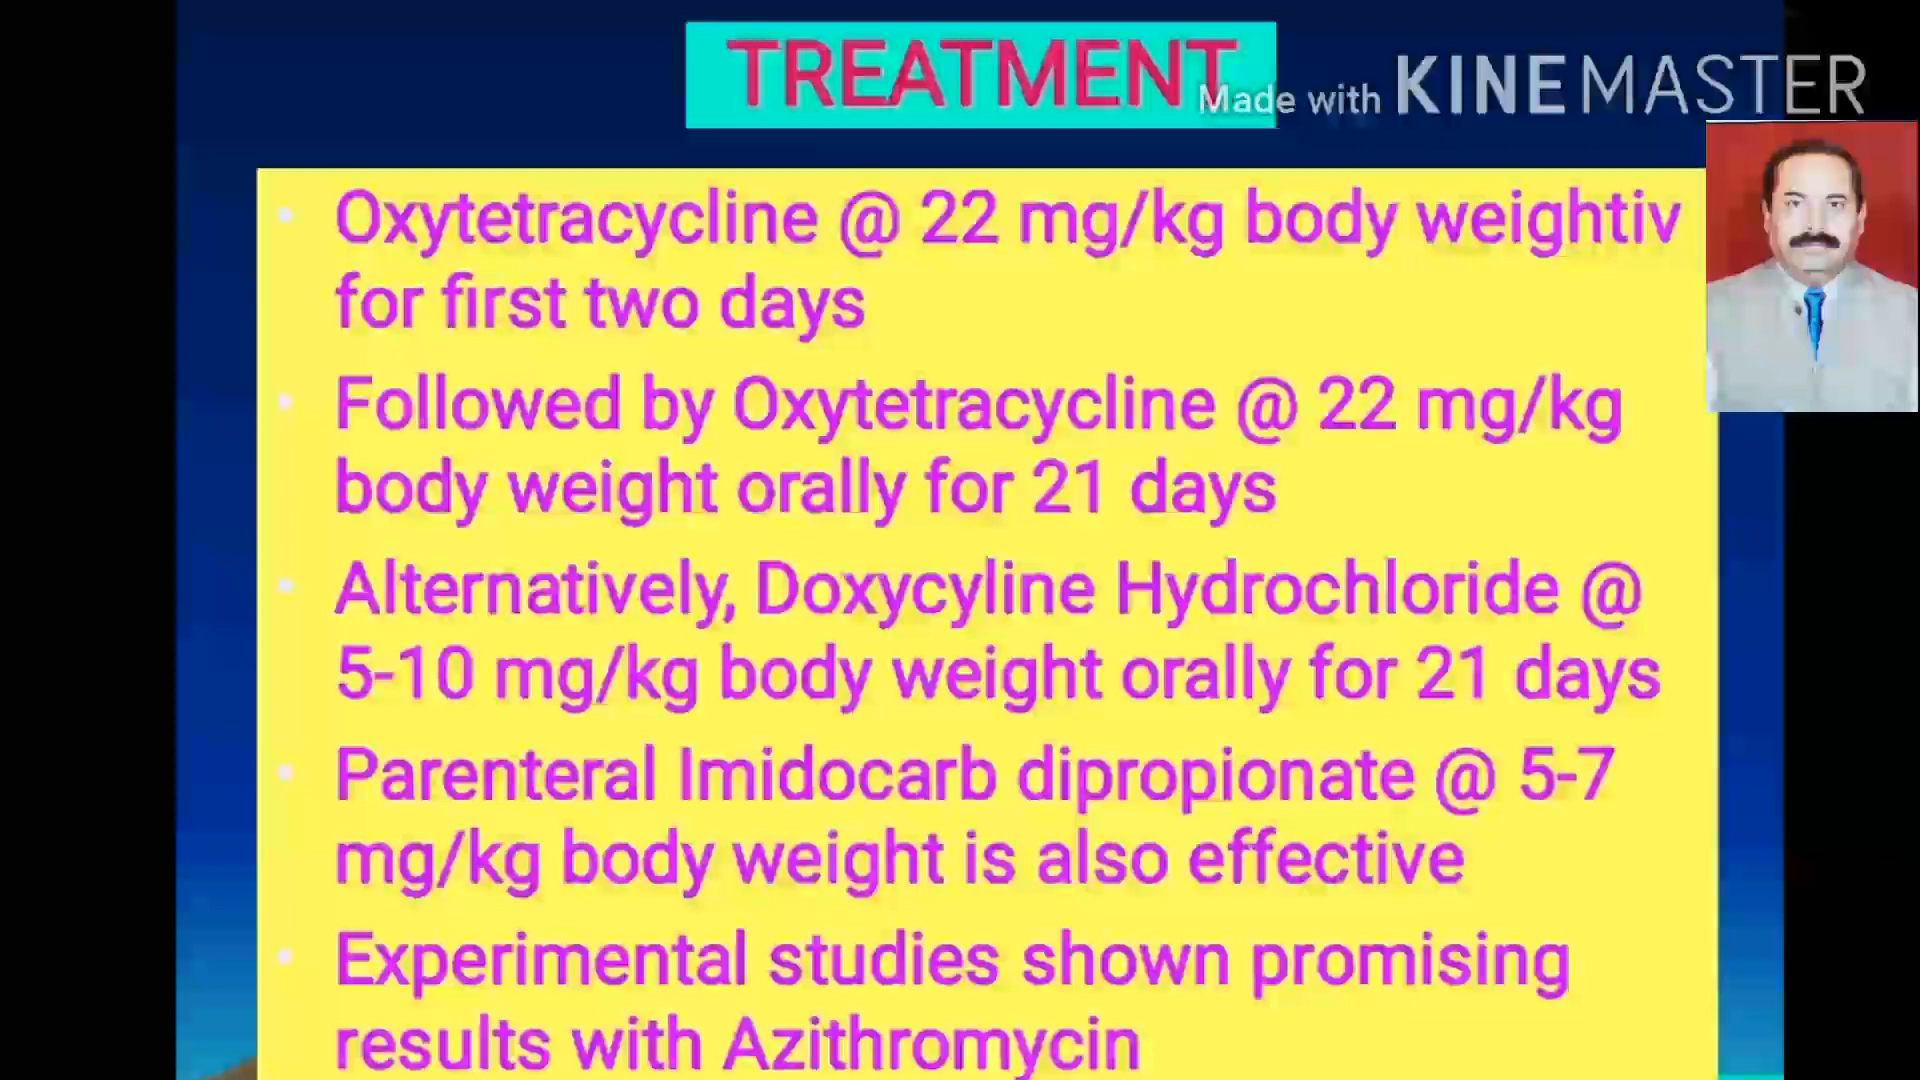 TREATMENT
Made with KINEMASTER
Oxytetracycline @ 22 mg/kg body weightiv
for first two days
Followed by Oxytetracycline @ 22 mg/kg
body weight orally for 21 days
Alternatively, Doxycyline Hydrochloride @
5-10 mg/kg body weight orally for 21 days
Parenteral Imidocarb dipropionate @ 5-7
mg/kg body weight is also effective
Experimental studies shown promising
results with Azithromycin